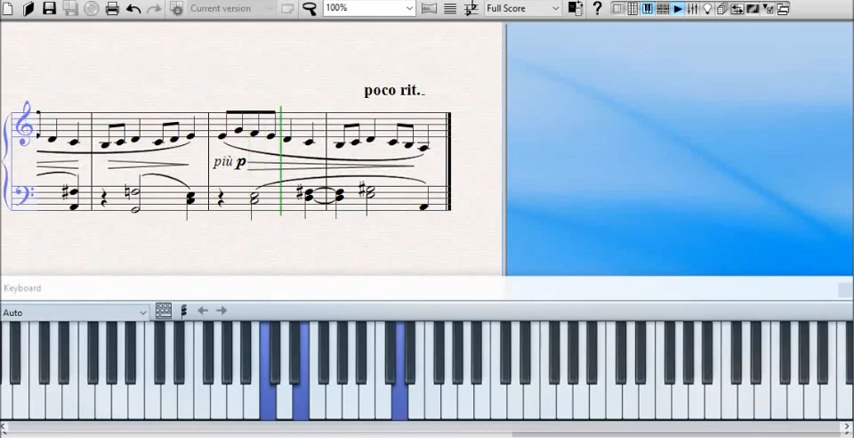 Current version 100% Full Score ?
poco rit.
più p
Keyboard
Auto